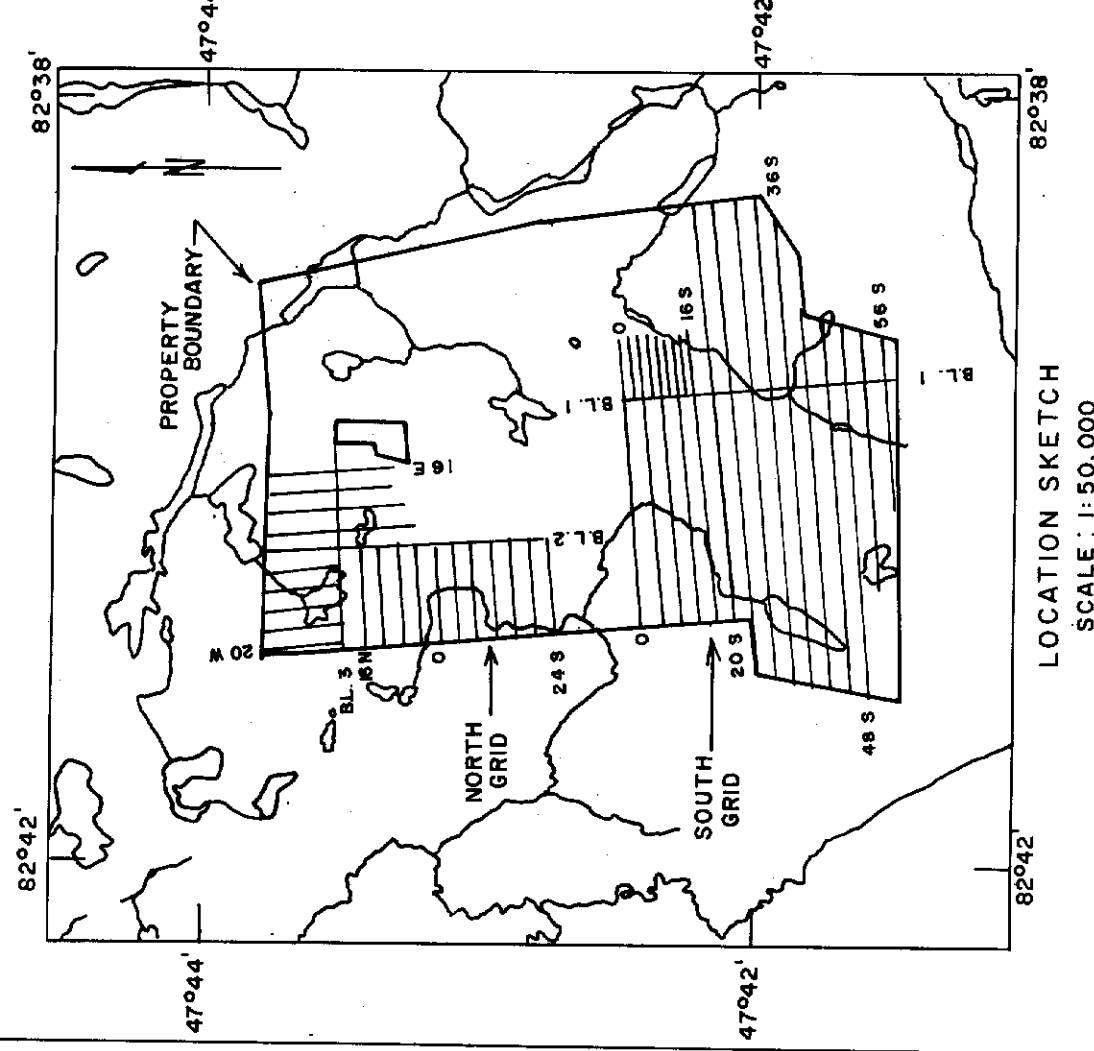 82°38'
47°44
N
PROPERTY
BOUNDARY
82°42'
47°44'
20 W
B.L. 3
16 N
0
16 E
B.L. 2
24 S
NORTH
GRID
0
B.L. 1
16 S
0
SOUTH
GRID
20 S
36 S
47°42
56 S
B.L. 1
48 S
47°42'
82°42'
82°38'
LOCATION SKETCH
SCALE: 1:50,000